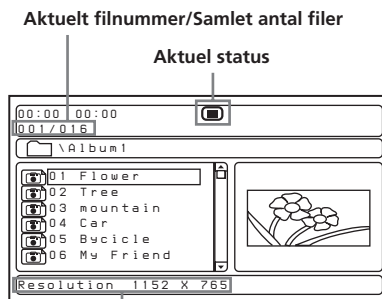 Aktuelt filnummer/Samlet antal filer
Aktuel status
00:00 00:00
001/016
\Album1
01 Flower
02 Tree
03 mountain
04 Car
05 Bycicle
06 My Friend
Resolution 1152 X 765